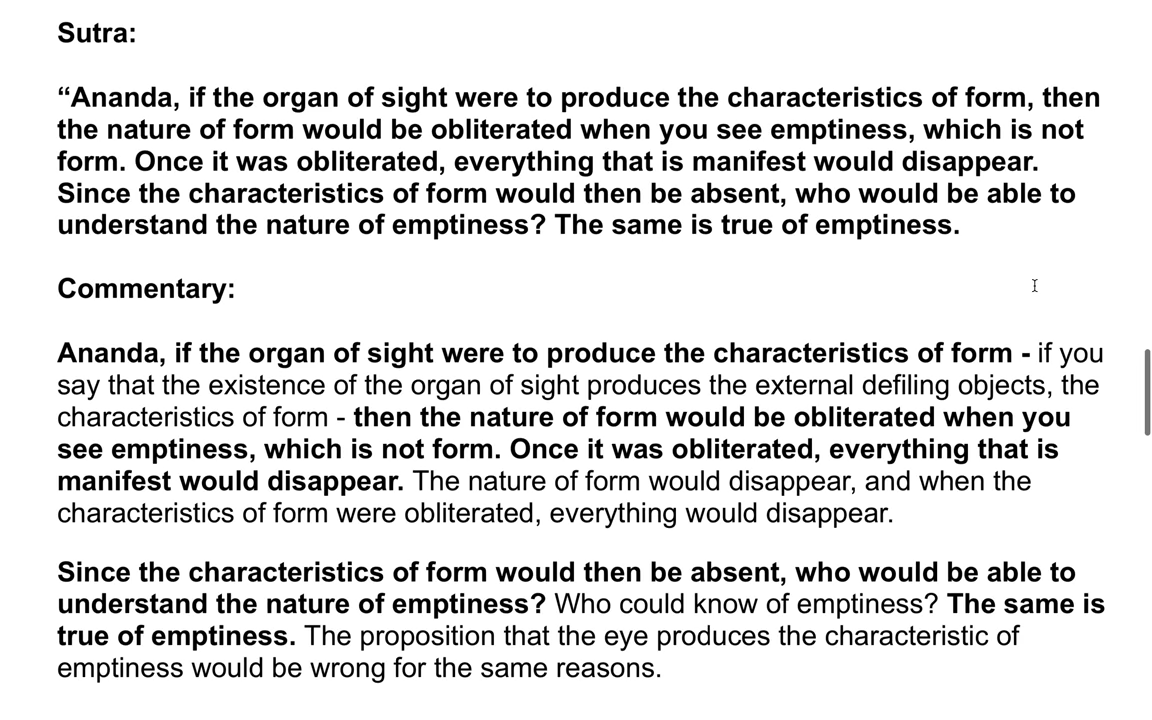 Sutra:
“Ananda, if the organ of sight were to produce the characteristics of form, then
the nature of form would be obliterated when you see emptiness, which is not
form. Once it was obliterated, everything that is manifest would disappear.
Since the characteristics of form would then be absent, who would be able to
understand the nature of emptiness? The same is true of emptiness.
Commentary:
Ananda, if the organ of sight were to produce the characteristics of form - if you
say that the existence of the organ of sight produces the external defiling objects, the
characteristics of form - then the nature of form would be obliterated when you
see emptiness, which is not form. Once it was obliterated, everything that is
manifest would disappear. The nature of form would disappear, and when the
characteristics of form were obliterated, everything would disappear.
Since the characteristics of form would then be absent, who would be able to
understand the nature of emptiness? Who could know of emptiness? The same is
true of emptiness. The proposition that the eye produces the characteristic of
emptiness would be wrong for the same reasons.